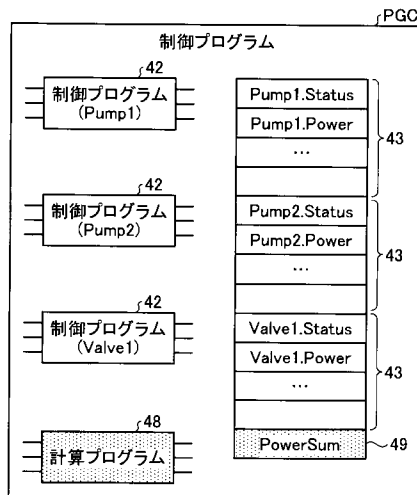 PGC
制御プログラム
42
制御プログラム
(Pump1)
42
制御プログラム
(Pump2)
42
制御プログラム
(Valve1)
48
計算プログラム
Pump1.Status
Pump1.Power
…
43
Pump2.Status
Pump2.Power
…
43
Valve1.Status
Valve1.Power
…
43
PowerSum
49